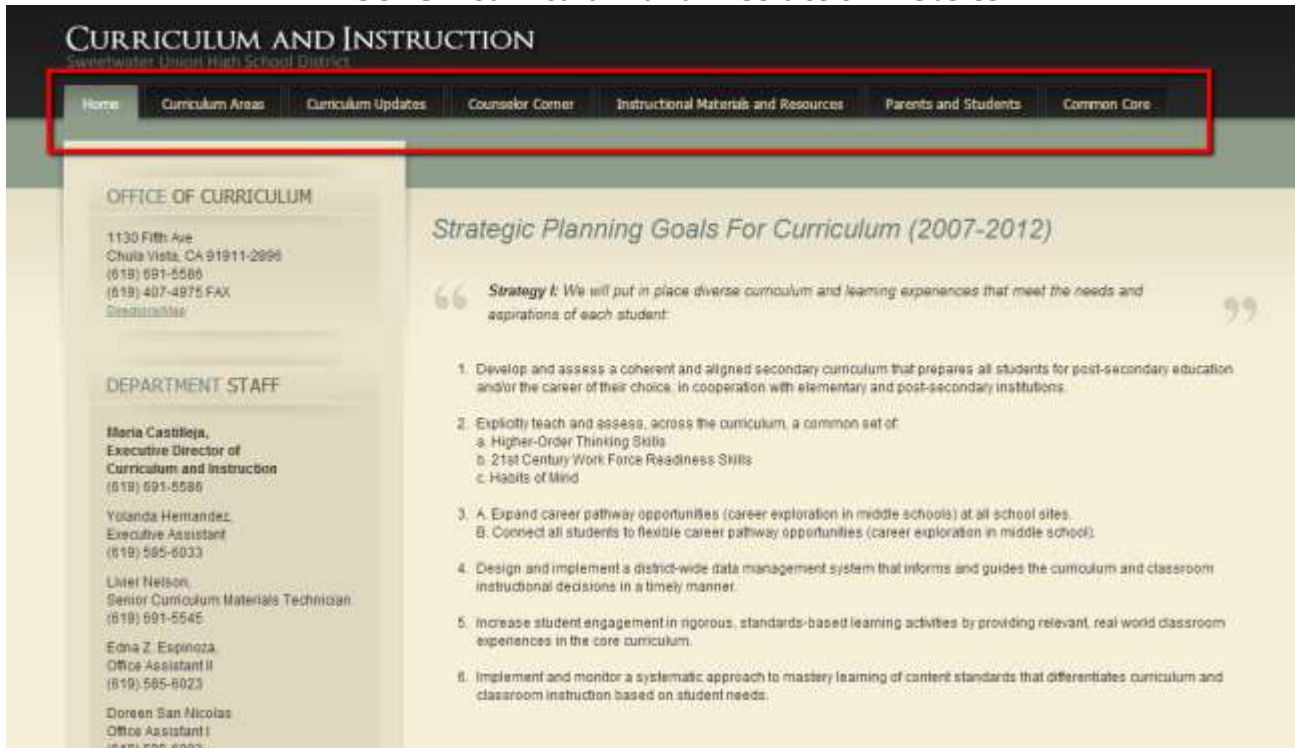 CURRICULUM AND INSTRUCTION
Sweetwater Union High School District
Home
Curriculum Areas
Curriculum Updates
Counselor Corner
Instructional Materials and Resources
Parents and Students
Common Core
OFFICE OF CURRICULUM
1130 Fifth Ave
Chula Vista, CA 91911-2896
(619) 691-5586
(619) 407-4975 FAX
Directions/Map
DEPARTMENT STAFF
Maria Castilleja,
Executive Director of
Curriculum and Instruction
(619) 691-5586
Yolanda Hernandez,
Executive Assistant
(619) 585-6033
Livier Nelson,
Senior Curriculum Materials Technician
(619) 691-5545
Edna Z. Espinoza,
Office Assistant II
(619) 585-6023
Doreen San Nicolas
Office Assistant I
Strategic Planning Goals For Curriculum (2007-2012)
Strategy I: We will put in place diverse curriculum and learning experiences that meet the needs and
aspirations of each student:
1. Develop and assess a coherent and aligned secondary curriculum that prepares all students for post-secondary education
and/or the career of their choice, in cooperation with elementary and post-secondary institutions.
2. Explicitly teach and assess, across the curriculum, a common set of:
a. Higher-Order Thinking Skills
b. 21st Century Work Force Readiness Skills
c. Habits of Mind
3. A. Expand career pathway opportunities (career exploration in middle schools) at all school sites.
B. Connect all students to flexible career pathway opportunities (career exploration in middle school).
4. Design and implement a district-wide data management system that informs and guides the curriculum and classroom
instructional decisions in a timely manner.
5. Increase student engagement in rigorous, standards-based learning activities by providing relevant, real world classroom
experiences in the core curriculum.
6. Implement and monitor a systematic approach to mastery learning of content standards that differentiates curriculum and
classroom instruction based on student needs.